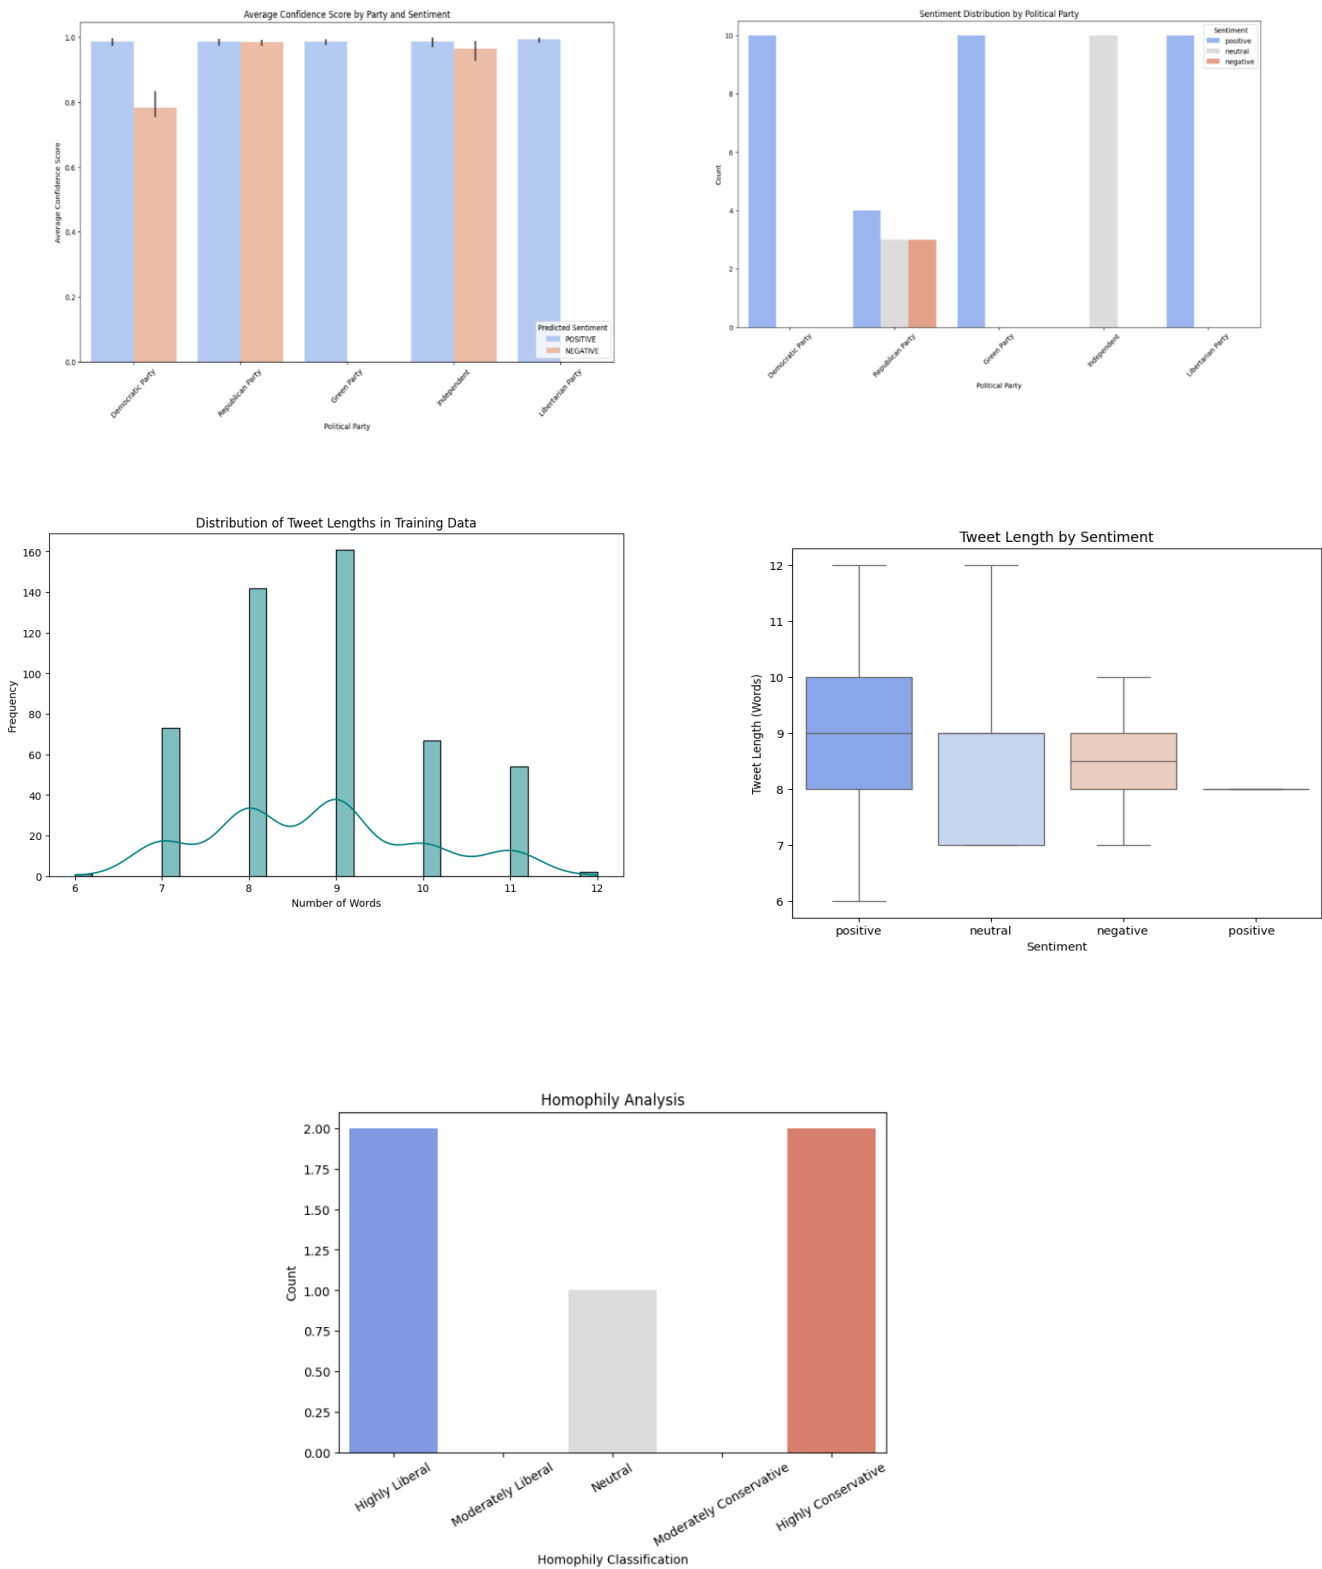 Average Confidence Score by Party and Sentiment
1.0
0.8
0.6
0.4
0.2
0.0
Average Confidence Score
Predicted Sentiment
POSITIVE
NEGATIVE
Democratic Party
Republican Party
Green Party
Independent
Libertarian Party
Political Party
Sentiment Distribution by Political Party
10
8
6
4
2
0
Count
Sentiment
positive
neutral
negative
Democratic Party
Republican Party
Green Party
Independent
Libertarian Party
Political Party
Distribution of Tweet Lengths in Training Data
160
140
120
100
80
60
40
20
0
Frequency
6 7 8 9 10 11 12
Number of Words
Tweet Length by Sentiment
12
11
10
9
8
7
6
Tweet Length (Words)
positive neutral negative positive
Sentiment
Homophily Analysis
2.00
1.75
1.50
1.25
1.00
0.75
0.50
0.25
0.00
Count
Highly Liberal
Moderately Liberal
Neutral
Moderately Conservative
Highly Conservative
Homophily Classification